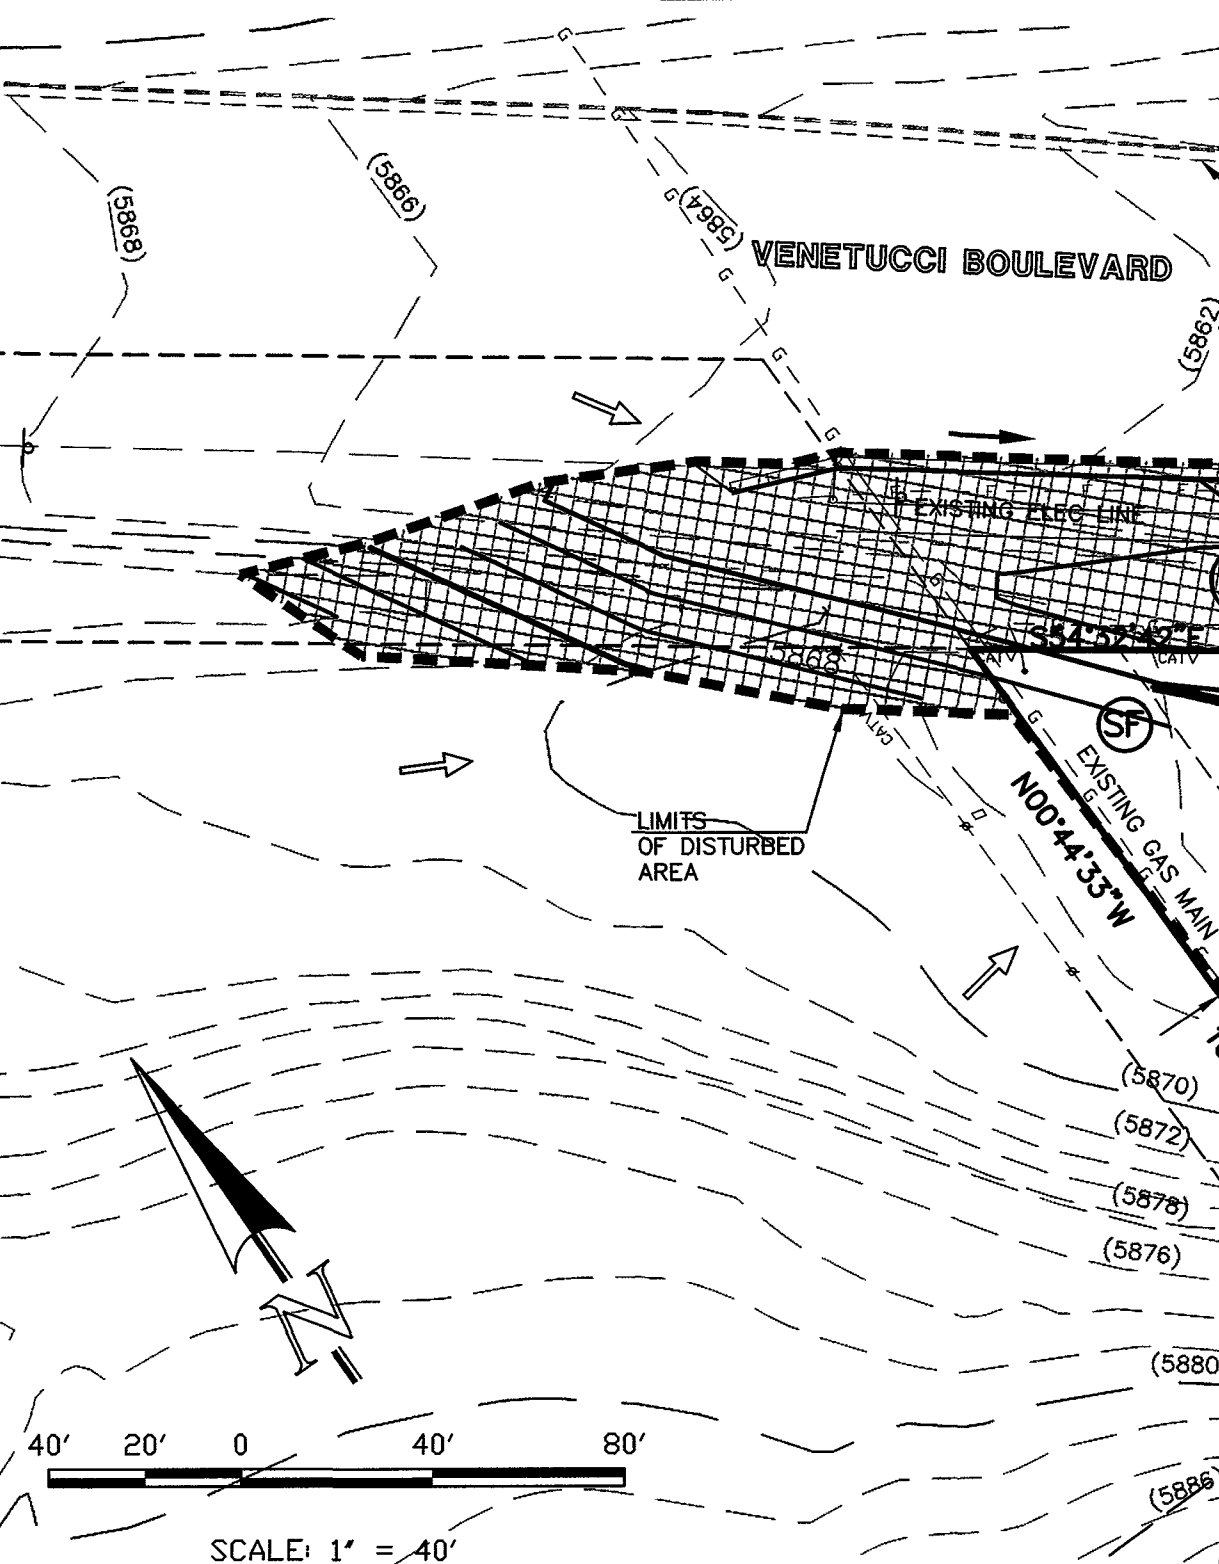 (5868)
(5866)
(5864)
VENETUCCI BOULEVARD
(5862)
EXISTING ELEC LINE
S54°32'42"E
CATV
5868
SF
CATV
EXISTING GAS MAIN
N00°44'33"W
LIMITS
OF DISTURBED
AREA
(5870)
(5872)
(5878)
(5876)
N
(5880
(5886)
40' 20' 0 40' 80'
SCALE: 1" = 40'
G
G
G
G
G
G
G
G
G
G
D